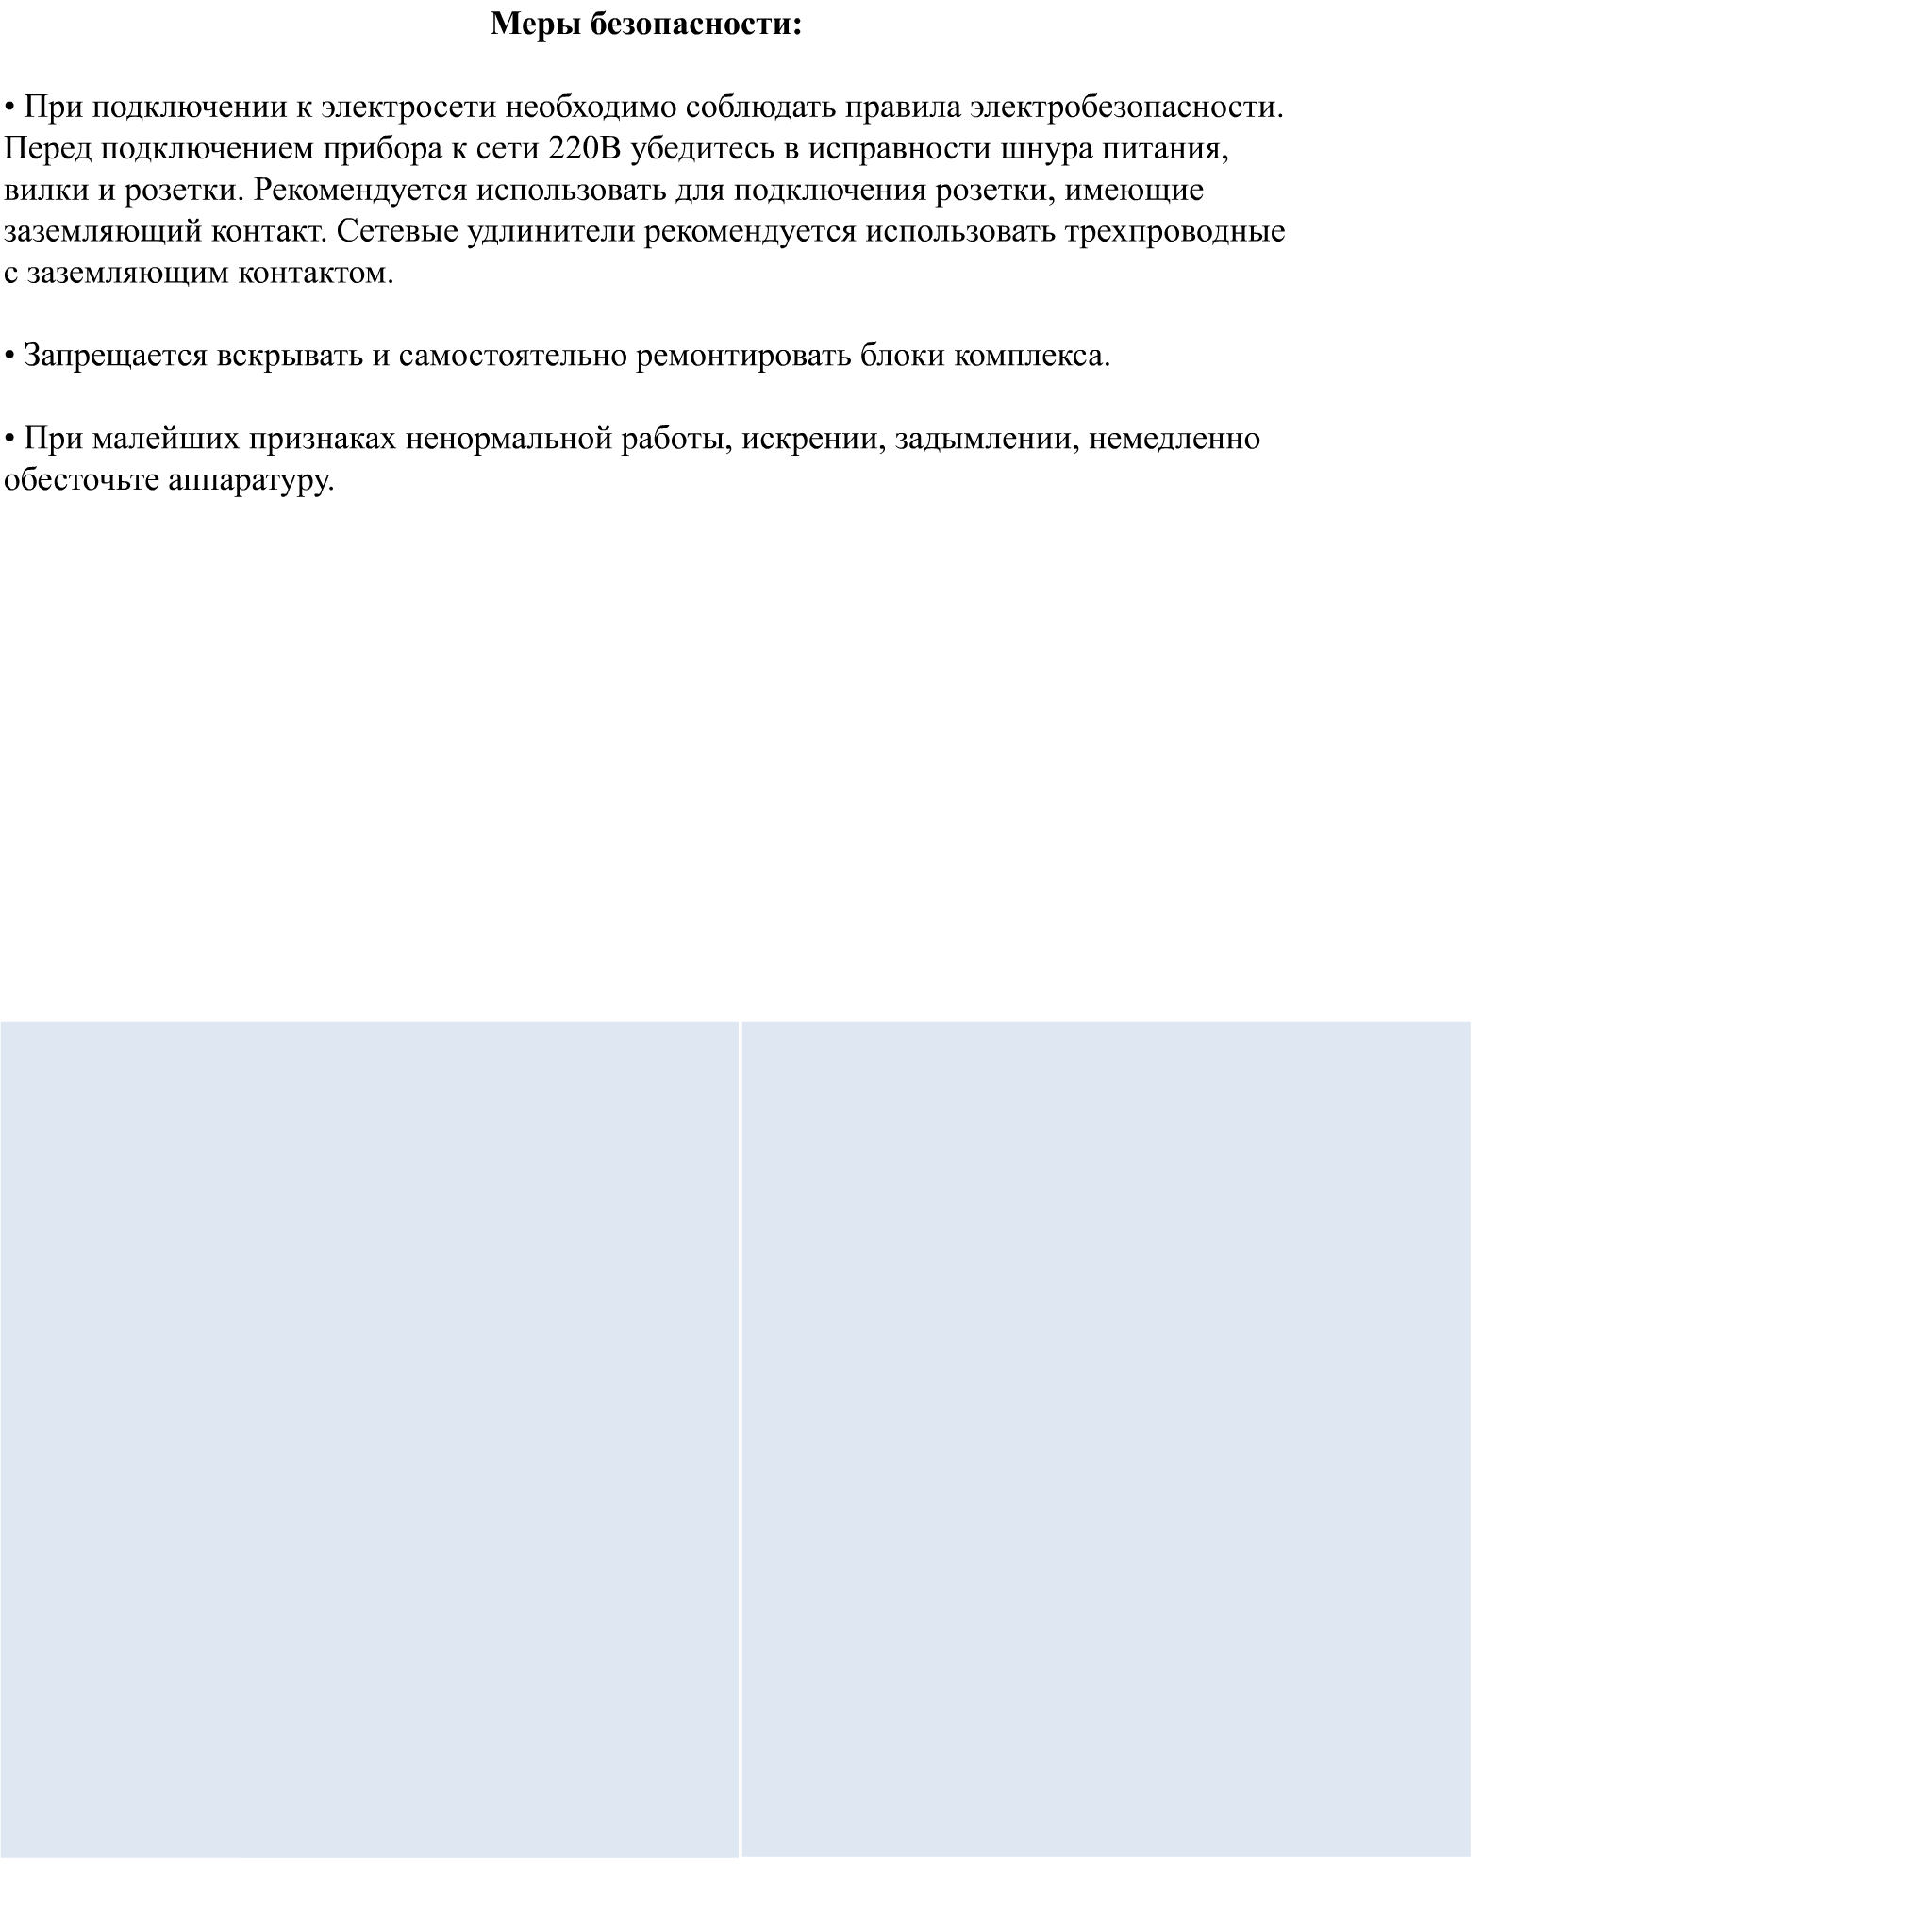 Меры безопасности:
• При подключении к электросети необходимо соблюдать правила электробезопасности.
Перед подключением прибора к сети 220В убедитесь в исправности шнура питания,
вилки и розетки. Рекомендуется использовать для подключения розетки, имеющие
заземляющий контакт. Сетевые удлинители рекомендуется использовать трехпроводные
с заземляющим контактом.
• Запрещается вскрывать и самостоятельно ремонтировать блоки комплекса.
• При малейших признаках ненормальной работы, искрении, задымлении, немедленно
обесточьте аппаратуру.